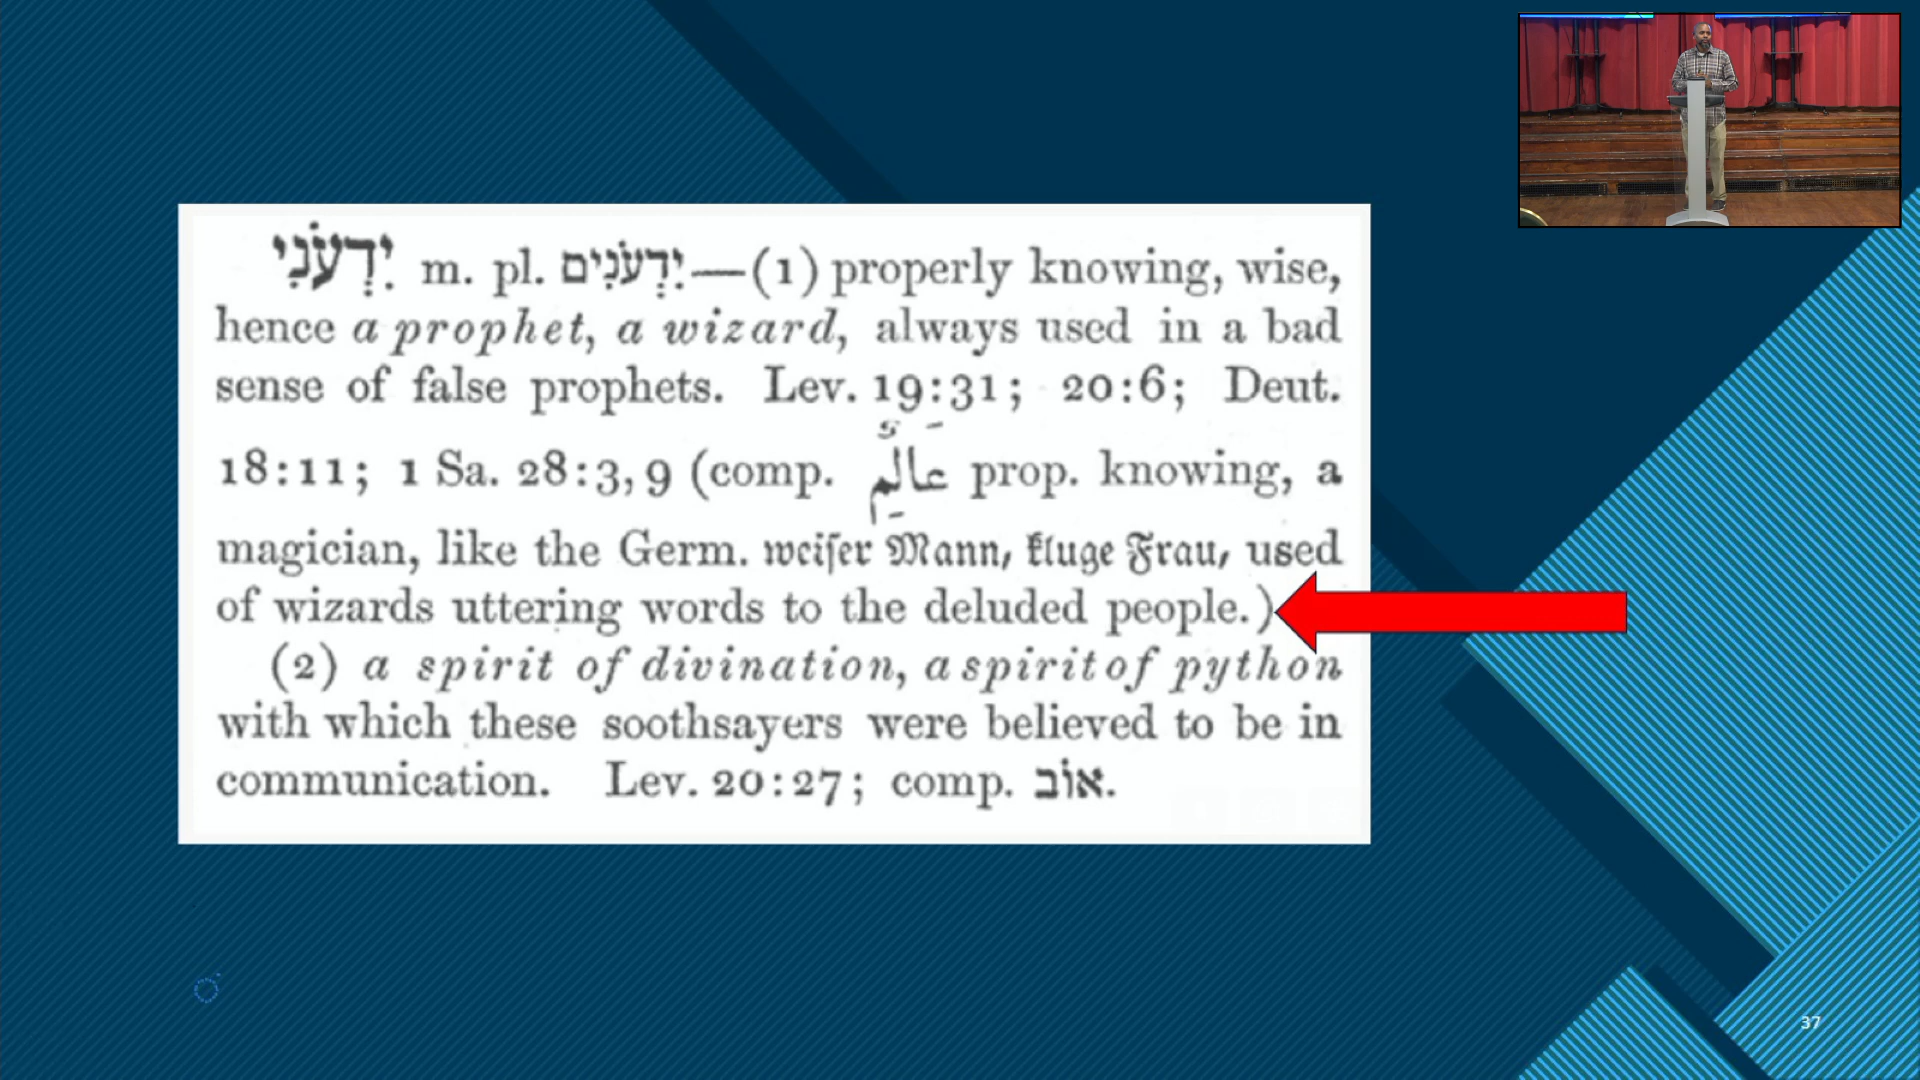 יִדְּעֹנִי m. pl. יִדְּעֹנִים—(1) properly knowing, wise,
hence a prophet, a wizard, always used in a bad
sense of false prophets. Lev. 19:31; 20:6; Deut.
18:11; 1 Sa. 28:3, 9 (comp. عَالِمٌ prop. knowing, a
magician, like the Germ. weiſer Mann, kluge Frau, used
of wizards uttering words to the deluded people.)
(2) a spirit of divination, a spirit of python
with which these soothsayers were believed to be in
communication. Lev. 20:27; comp. אוֹב.
37